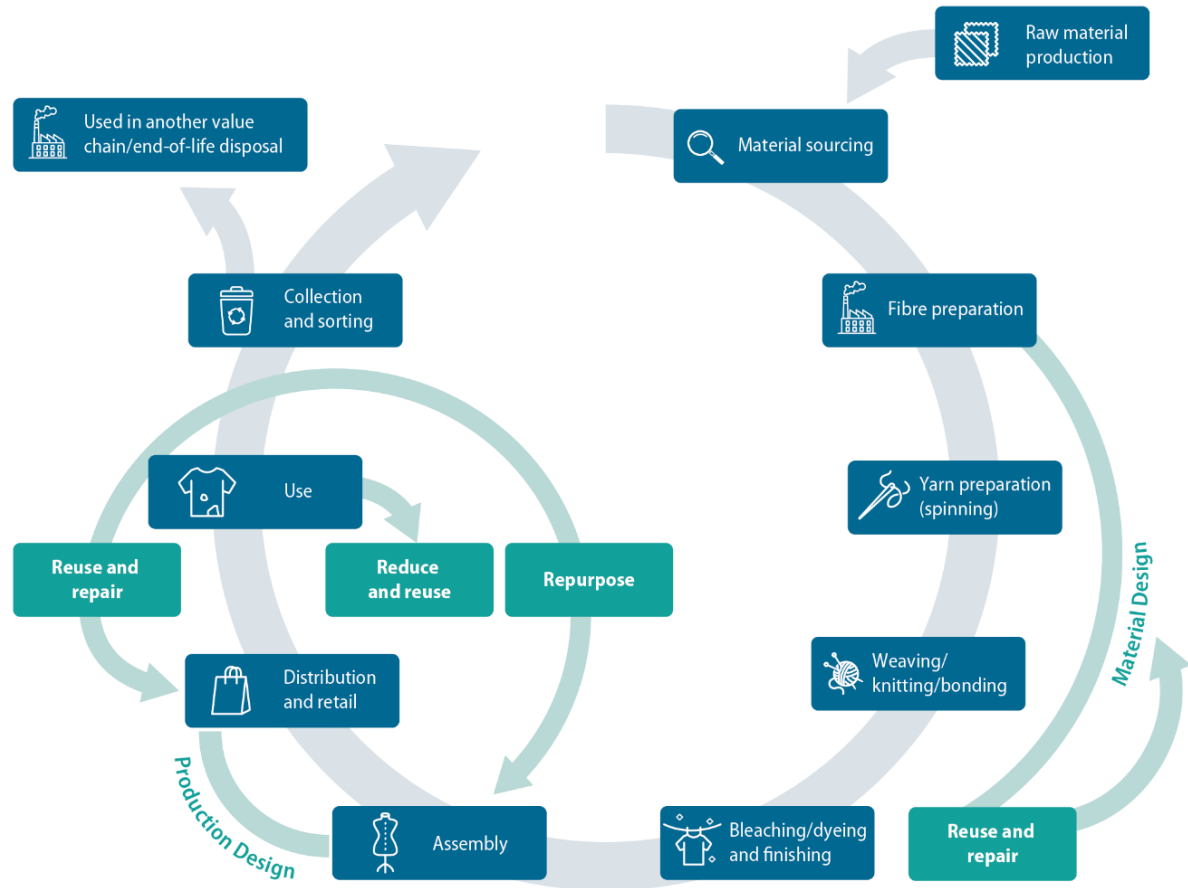 Raw material
production
Used in another value
chain/end-of-life disposal
Material sourcing
Collection
and sorting
Fibre preparation
Use
Yarn preparation
(spinning)
Reuse and
repair
Reduce
and reuse
Repurpose
Material Design
Distribution
and retail
Weaving/
knitting/bonding
Production Design
Assembly
Bleaching/dyeing
and finishing
Reuse and
repair